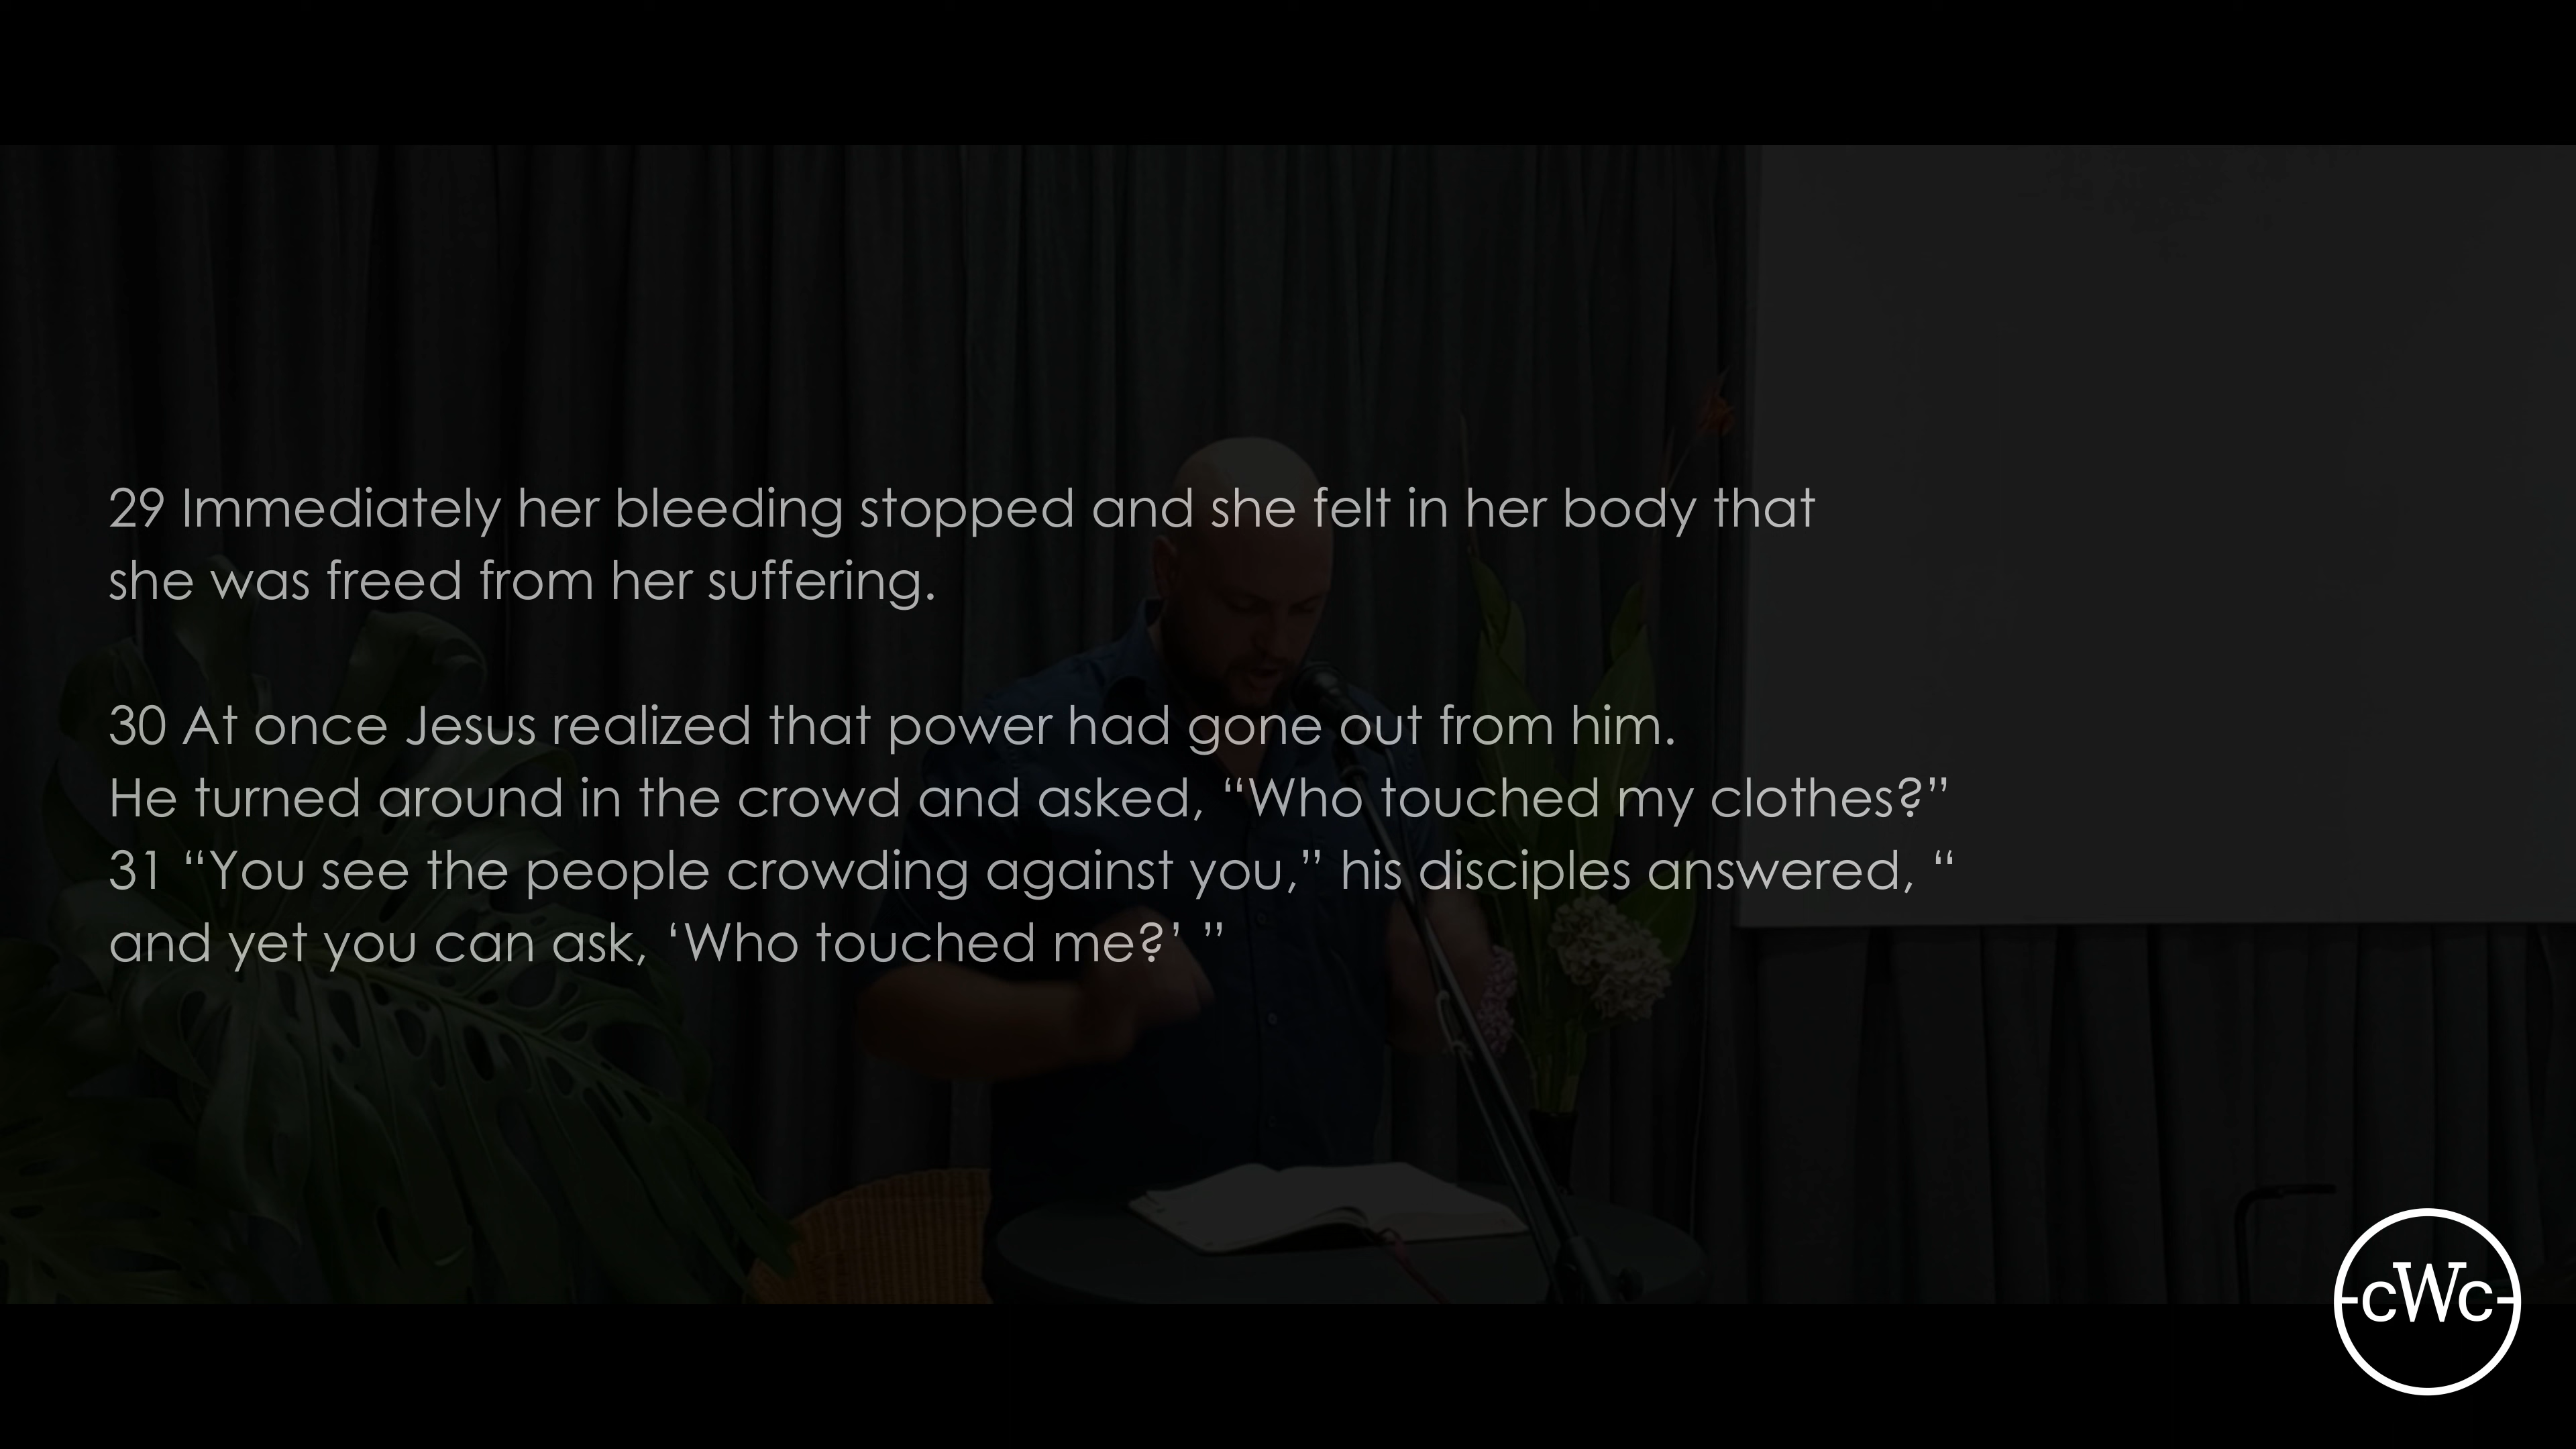 29 Immediately her bleeding stopped and she felt in her body that
she was freed from her suffering.
30 At once Jesus realized that power had gone out from him.
He turned around in the crowd and asked, “Who touched my clothes?”
31 “You see the people crowding against you,” his disciples answered, “
and yet you can ask, ‘Who touched me?’ ”
cWc